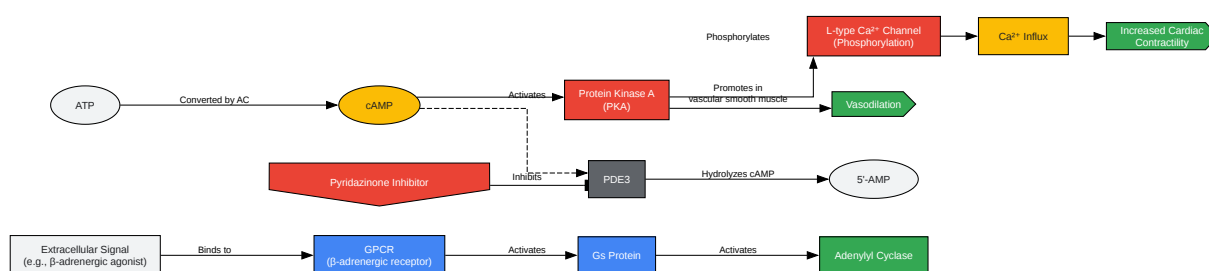 Phosphorylates
L-type Ca²⁺ Channel
(Phosphorylation)
Ca²⁺ Influx
Increased Cardiac
Contractility
ATP
Converted by AC
cAMP
Activates
Protein Kinase A
(PKA)
Promotes in
vascular smooth muscle
Vasodilation
Pyridazinone Inhibitor
Inhibits
PDE3
Hydrolyzes cAMP
5'-AMP
Extracellular Signal
(e.g., β-adrenergic agonist)
Binds to
GPCR
(β-adrenergic receptor)
Activates
Gs Protein
Activates
Adenylyl Cyclase